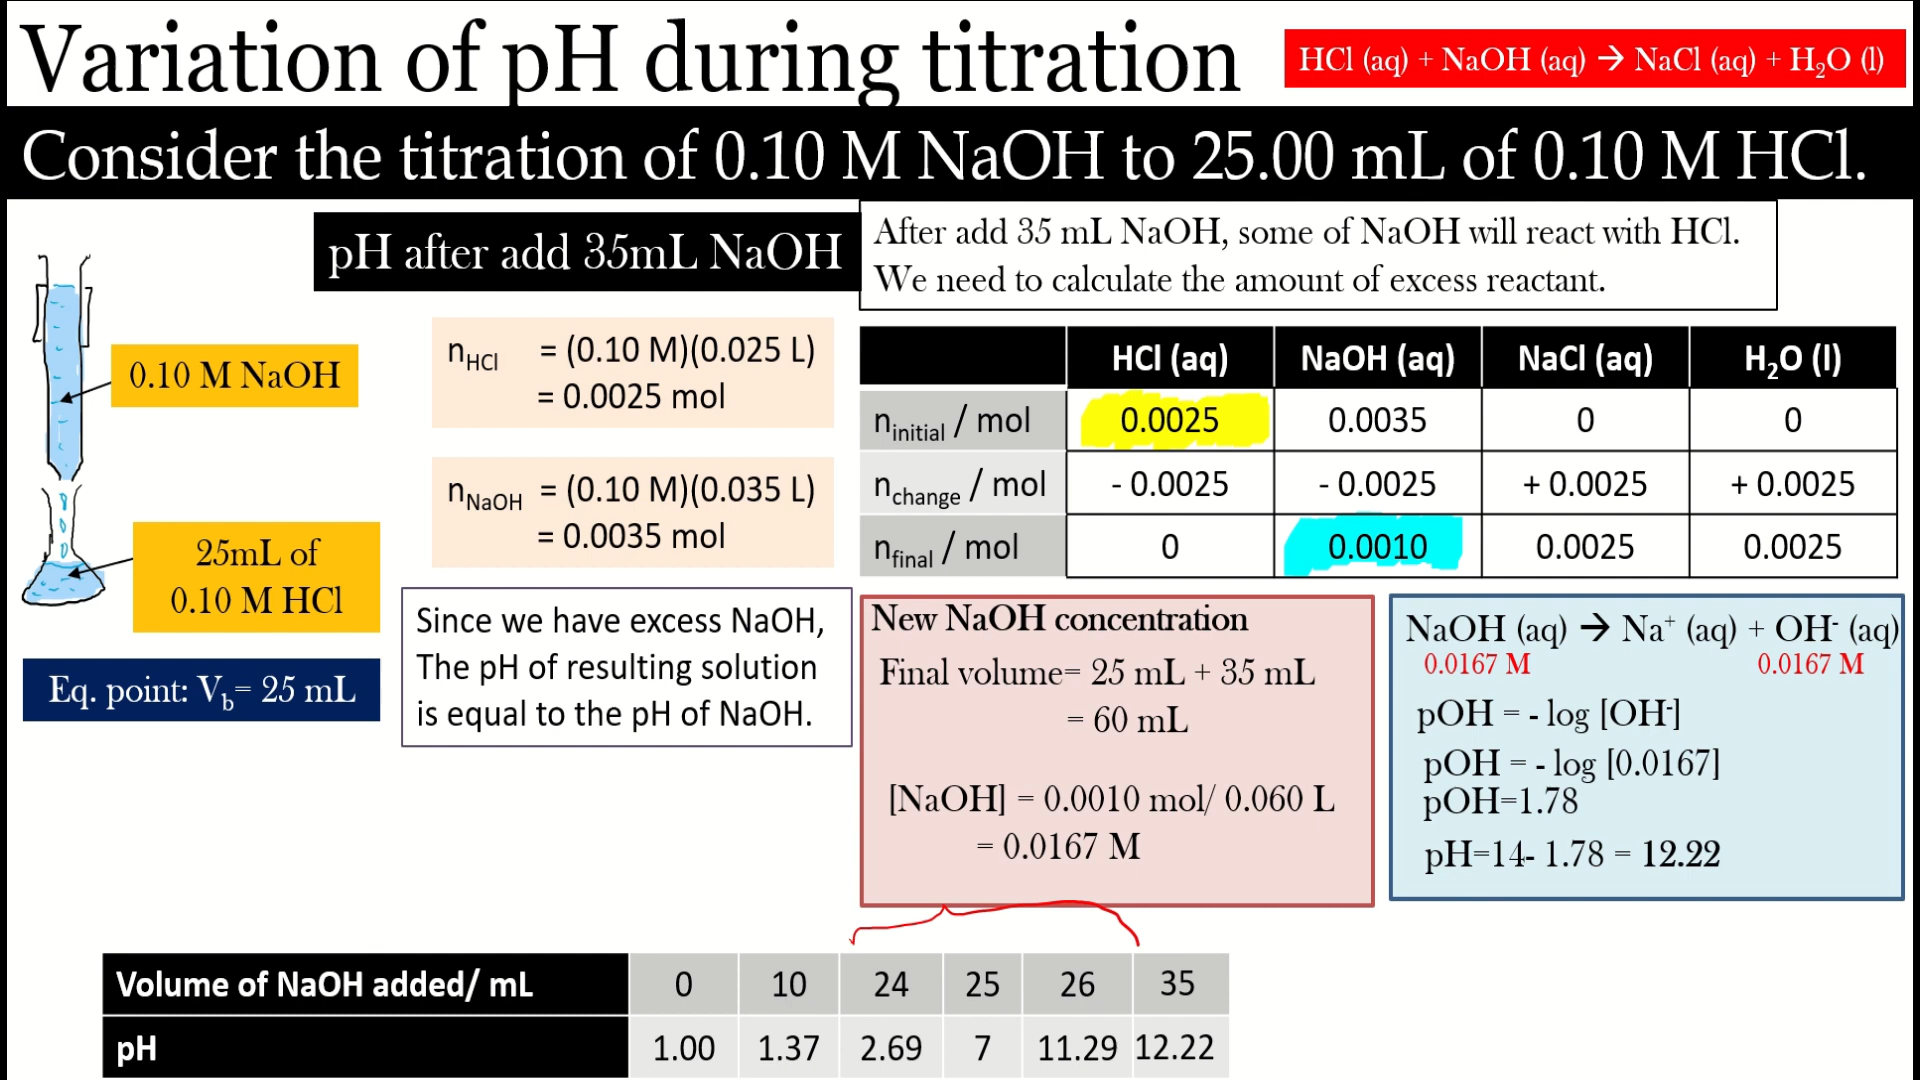 Variation of pH during titration
HCl (aq) + NaOH (aq) → NaCl (aq) + H₂O (l)
Consider the titration of 0.10 M NaOH to 25.00 mL of 0.10 M HCl.
pH after add 35mL NaOH
After add 35 mL NaOH, some of NaOH will react with HCl.
We need to calculate the amount of excess reactant.
0.10 M NaOH
25mL of
0.10 M HCl
Eq. point: V_b= 25 mL
n_HCl = (0.10 M)(0.025 L)
= 0.0025 mol
n_NaOH = (0.10 M)(0.035 L)
= 0.0035 mol
Since we have excess NaOH,
The pH of resulting solution
is equal to the pH of NaOH.
HCl (aq) NaOH (aq) NaCl (aq) H₂O (l)
n_initial / mol 0.0025 0.0035 0 0
n_change / mol - 0.0025 - 0.0025 + 0.0025 + 0.0025
n_final / mol 0 0.0010 0.0025 0.0025
New NaOH concentration
Final volume= 25 mL + 35 mL
= 60 mL
[NaOH] = 0.0010 mol/ 0.060 L
= 0.0167 M
NaOH (aq) → Na⁺ (aq) + OH⁻ (aq)
0.0167 M 0.0167 M
pOH = - log [OH⁻]
pOH = - log [0.0167]
pOH=1.78
pH=14- 1.78 = 12.22
Volume of NaOH added/ mL 0 10 24 25 26 35
pH 1.00 1.37 2.69 7 11.29 12.22